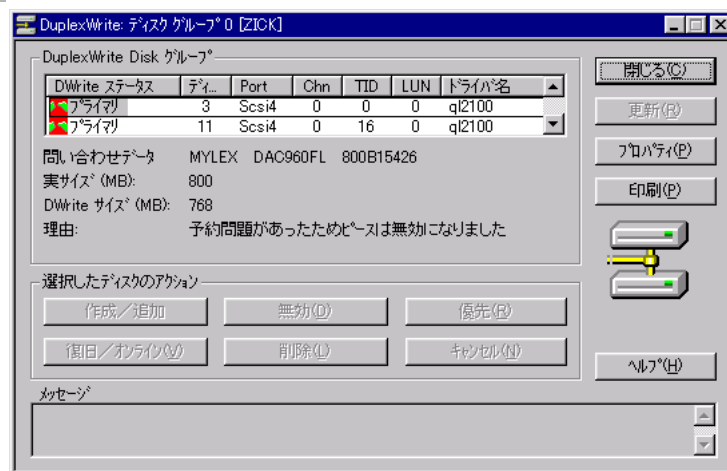 DuplexWrite: ﾃﾞｨｽｸ ｸﾞﾙｰﾌﾟ 0 [ZICK]
DuplexWrite Disk ｸﾞﾙｰﾌﾟ
DWrite ｽﾃｰﾀｽ ﾃﾞｨ... Port Chn TID LUN ﾄﾞﾗｲﾊﾞ名
ﾌﾟﾗｲﾏﾘ 3 Scsi4 0 0 0 ql2100
ﾌﾟﾗｲﾏﾘ 11 Scsi4 0 16 0 ql2100
問い合わせﾃﾞｰﾀ MYLEX DAC960FL 800B15426
実ｻｲｽﾞ (MB): 800
DWrite ｻｲｽﾞ (MB): 768
理由: 予約問題があったためﾋﾟｰｽは無効になりました
選択したﾃﾞｨｽｸのｱｸｼｮﾝ
作成／追加 無効(D) 優先(R)
復旧／ｵﾝﾗｲﾝ(V) 削除(L) ｷｬﾝｾﾙ(N)
ﾒｯｾｰｼﾞ
閉じる(C)
更新(R)
ﾌﾟﾛﾊﾟﾃｨ(P)
印刷(P)
ﾍﾙﾌﾟ(H)